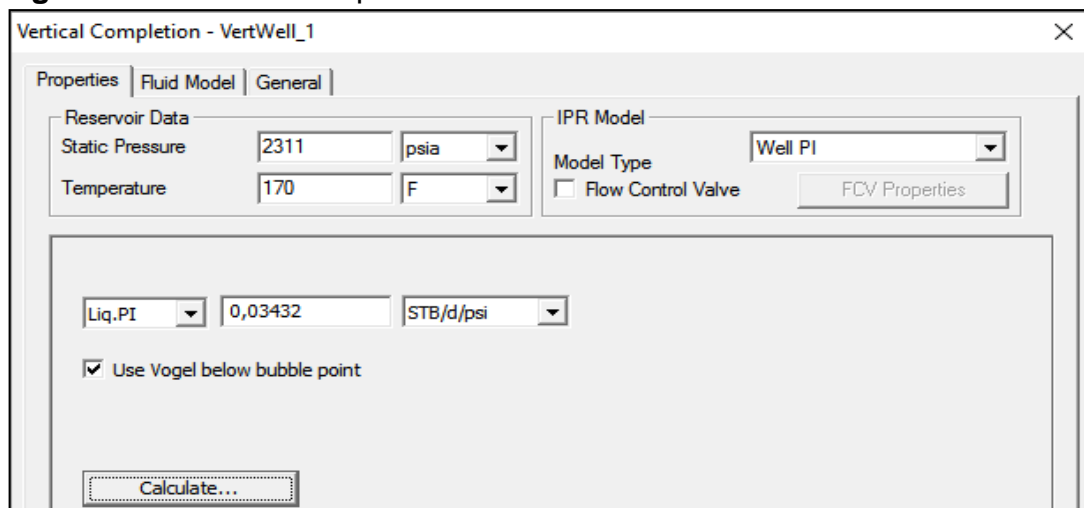 Vertical Completion - VertWell_1
Properties Fluid Model General
Reservoir Data
Static Pressure 2311 psia
Temperature 170 F
IPR Model
Model Type Well PI
Flow Control Valve FCV Properties
Liq.PI 0,03432 STB/d/psi
Use Vogel below bubble point
Calculate...